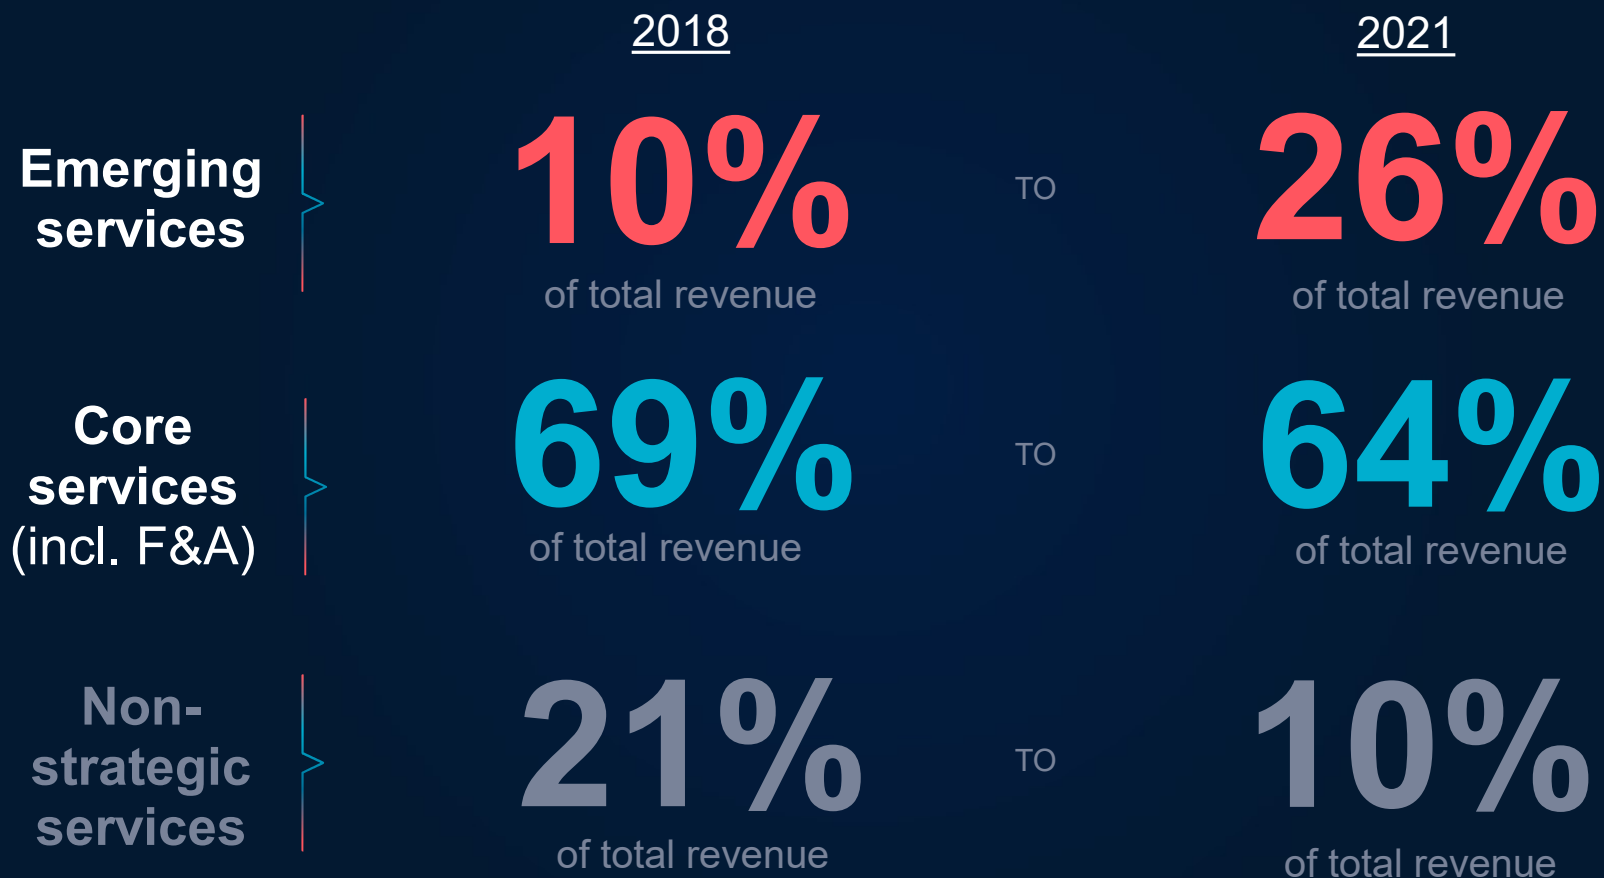 2018
2021
Emerging
services
10%
TO
26%
of total revenue
of total revenue
Core
services
(incl. F&A)
69%
TO
64%
of total revenue
of total revenue
Non-
strategic
services
21%
TO
10%
of total revenue
of total revenue